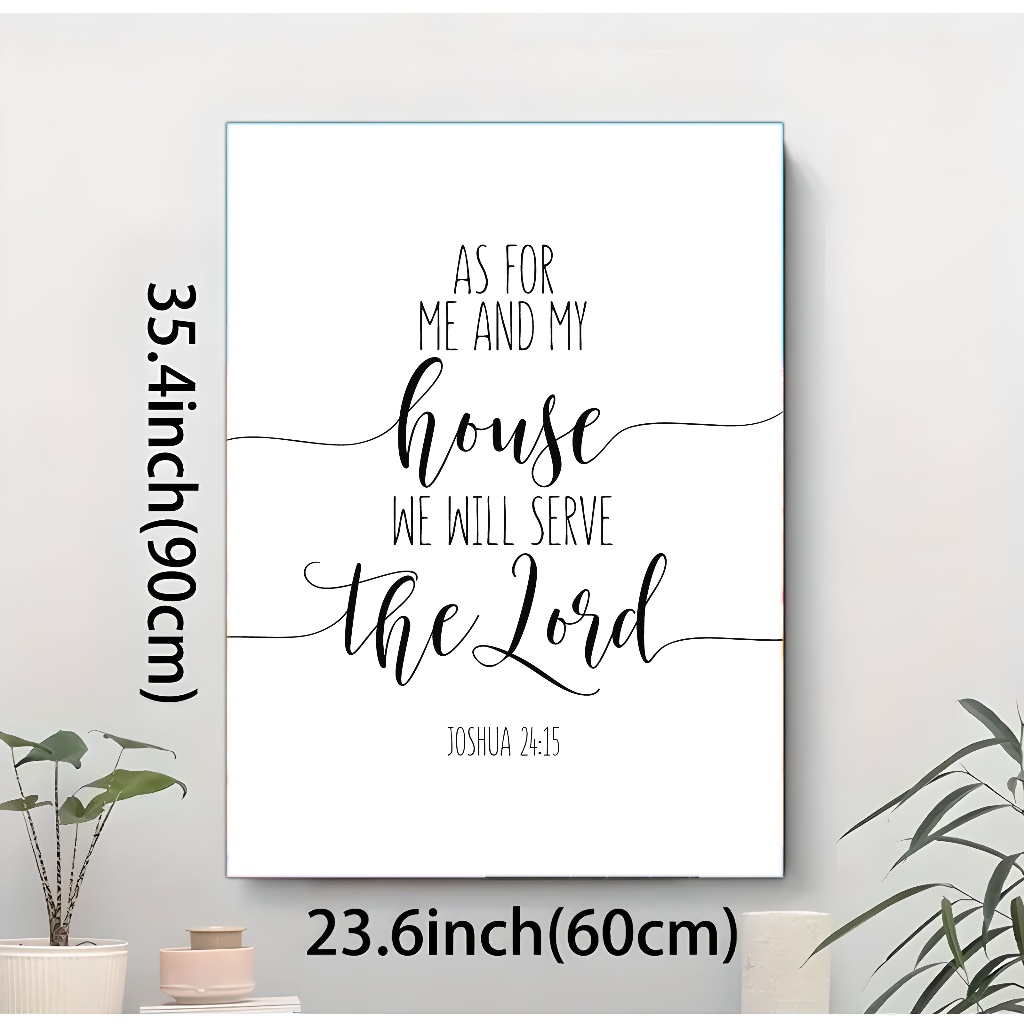 AS FOR
ME AND MY
house
WE WILL SERVE
the Lord
JOSHUA 24:15
35.4inch(90cm)
23.6inch(60cm)